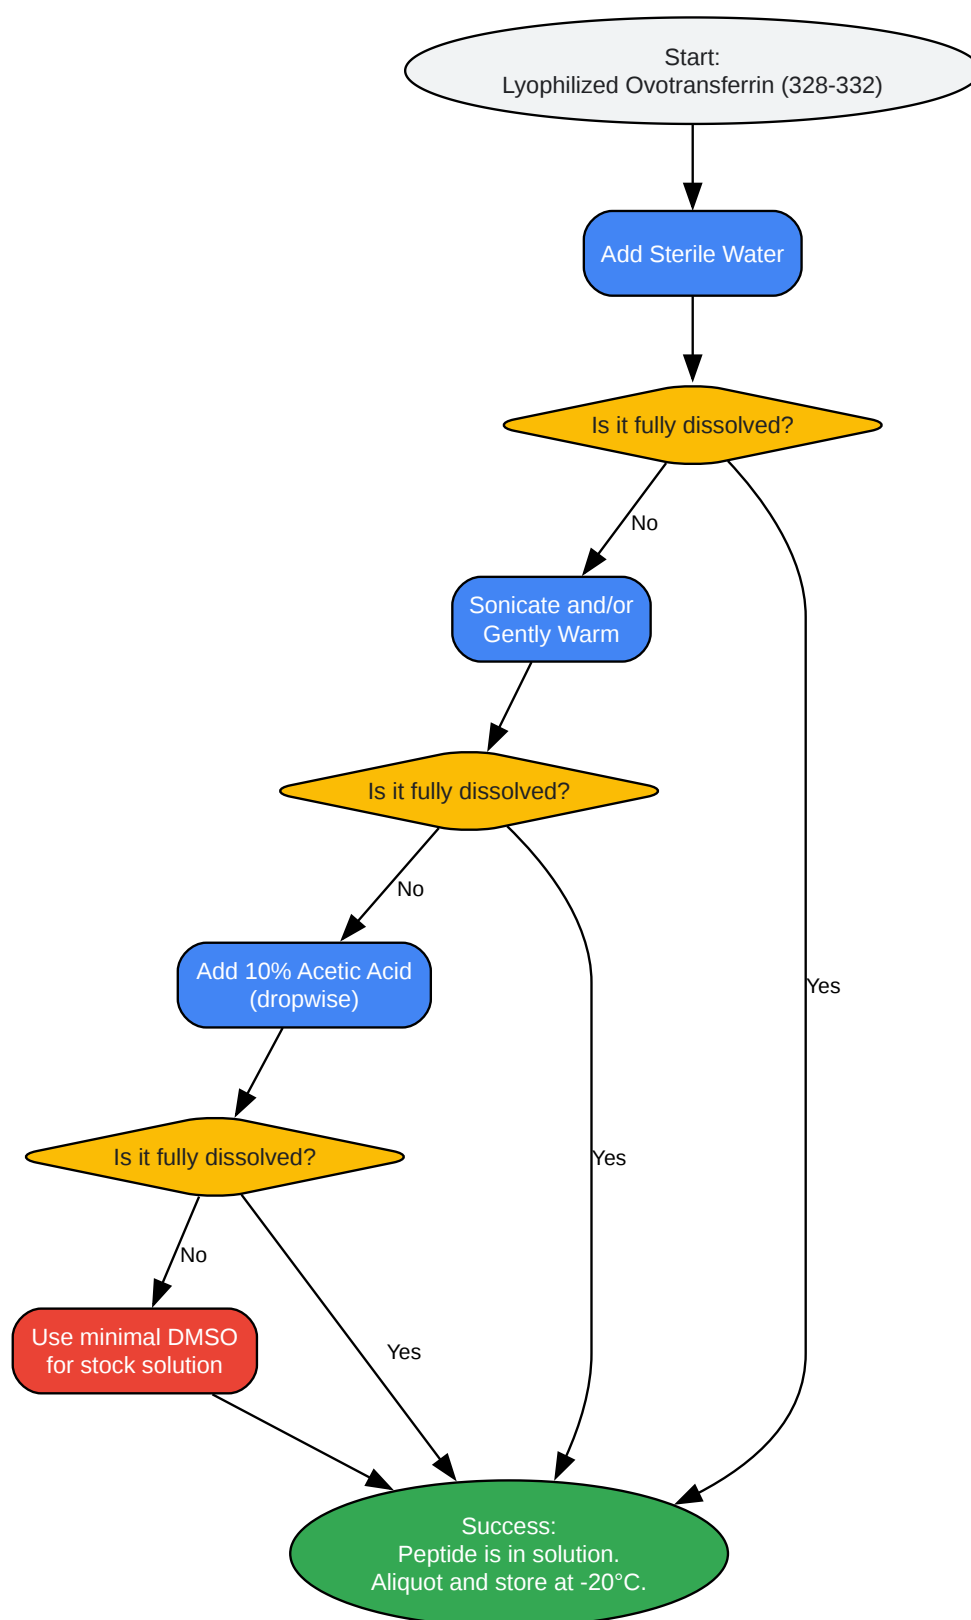 Start:
Lyophilized Ovotransferrin (328-332)
Add Sterile Water
Is it fully dissolved?
No
Sonicate and/or
Gently Warm
Is it fully dissolved?
No
Add 10% Acetic Acid
(dropwise)
Yes
Is it fully dissolved?
Yes
No
Use minimal DMSO
for stock solution
Yes
Success:
Peptide is in solution.
Aliquot and store at -20°C.